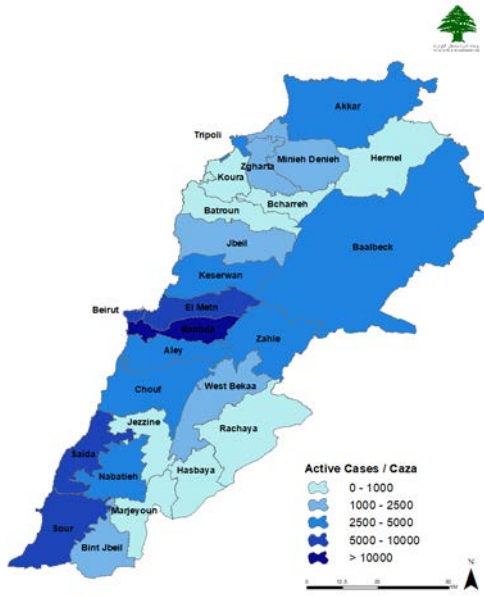 Akkar
Tripoli
Hermel
Minieh Denieh
Zgharta
Koura
Bcharreh
Batroun
Jbeil
Baalbeck
Keserwan
El Metn
Beirut
Baabda
Zahle
Aley
West Bekaa
Chouf
Jezzine
Rachaya
Saida
Hasbaya
Nabatieh
Marjeyoun
Sour
Bint Jbeil
Active Cases / Caza
0 - 1000
1000 - 2500
2500 - 5000
5000 - 10000
> 10000
N